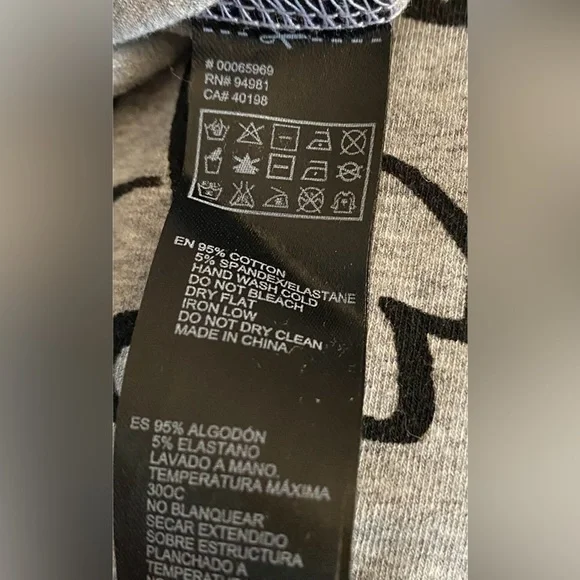 # 00065969
RN# 94981
CA# 40198
EN 95% COTTON
5% SPANDEX/ELASTANE
HAND WASH COLD
DO NOT BLEACH
DRY FLAT
IRON LOW
DO NOT DRY CLEAN
MADE IN CHINA
ES 95% ALGODÓN
5% ELASTANO
LAVADO A MANO.
TEMPERATURA MÁXIMA
30OC
NO BLANQUEAR
SECAR EXTENDIDO
SOBRE ESTRUCTURA
PLANCHADO A
TEMPERATURA